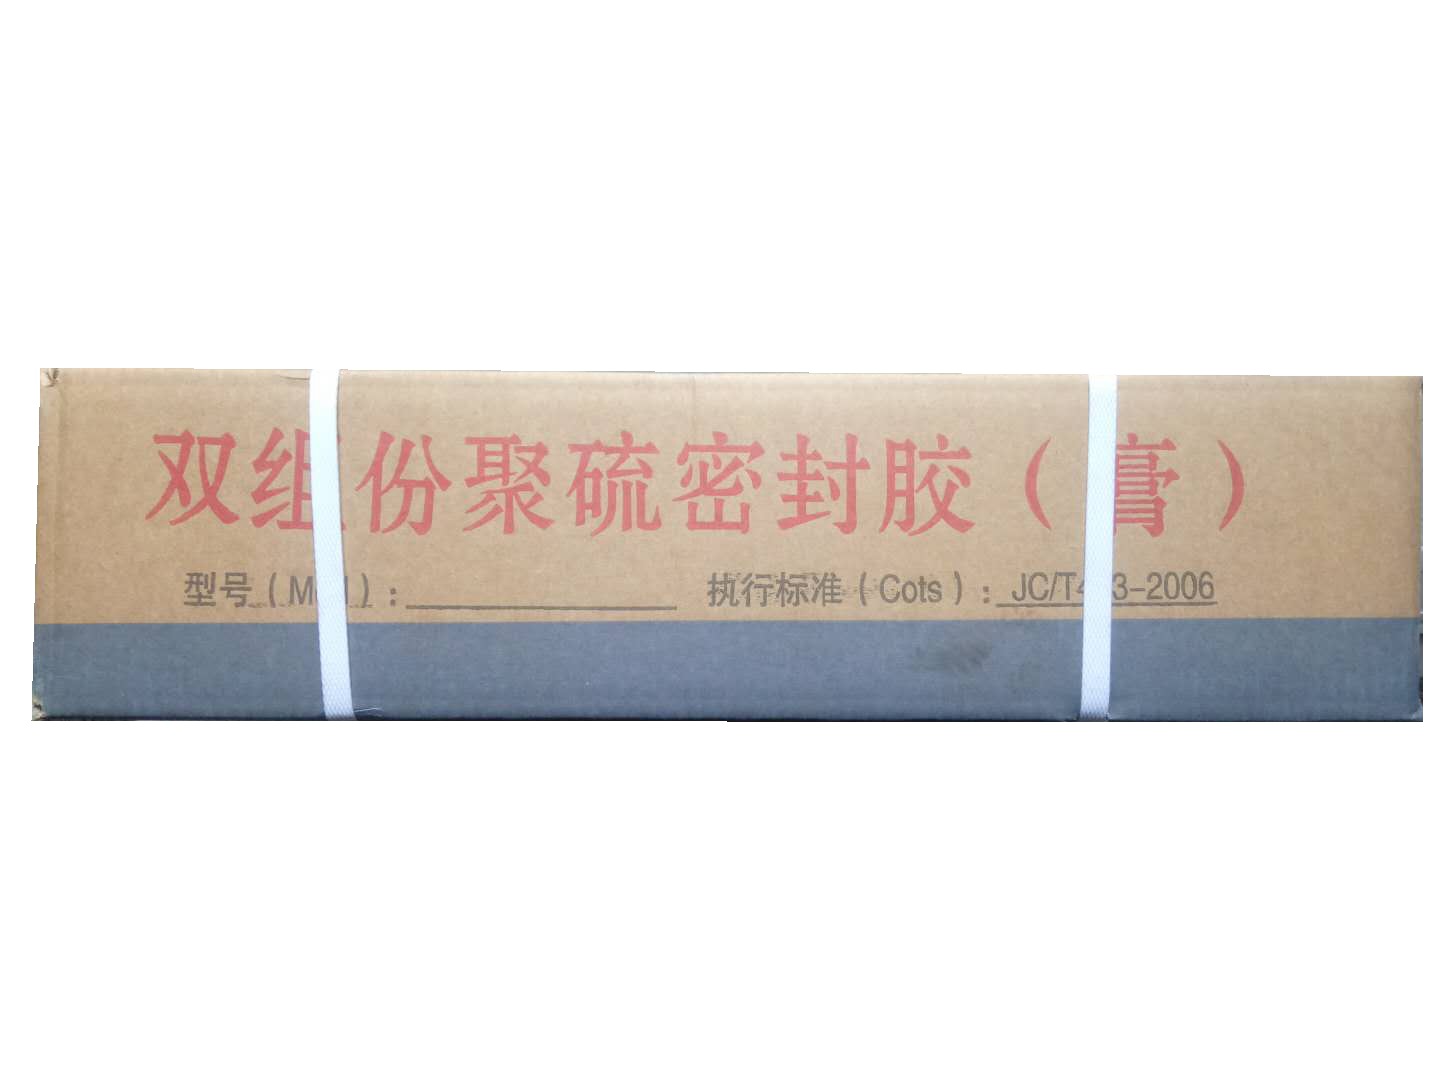 双组份聚硫密封胶（膏）
型号（M l）：
执行标准（Cots）：JC/T4 3-2006